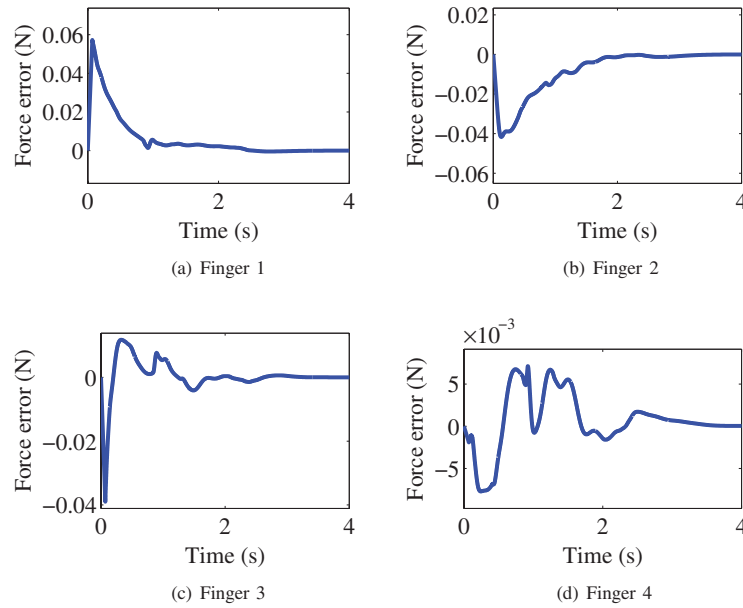 Force error (N)
0.06
0.04
0.02
0
0 2 4
Time (s)
(a) Finger 1
Force error (N)
0.02
0
−0.02
−0.04
−0.06
0 2 4
Time (s)
(b) Finger 2
Force error (N)
0
−0.02
−0.04
0 2 4
Time (s)
(c) Finger 3
×10−3
Force error (N)
5
0
−5
0 2 4
Time (s)
(d) Finger 4